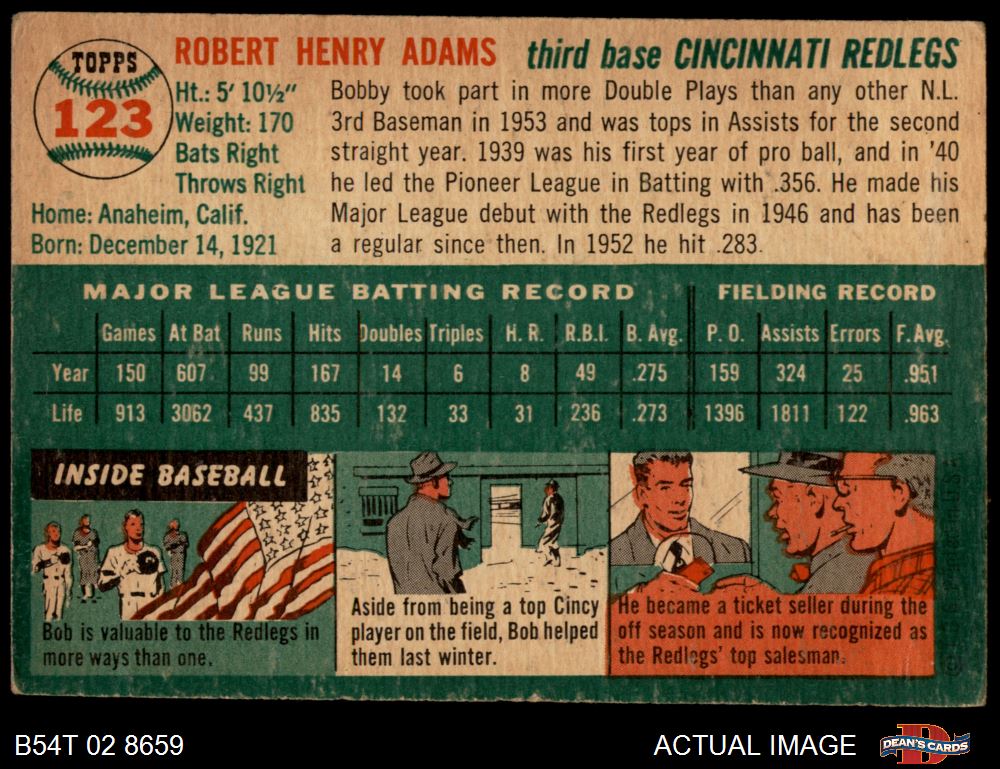 TOPPS
123
ROBERT HENRY ADAMS third base CINCINNATI REDLEGS
Ht.: 5' 10½"
Weight: 170
Bats Right
Throws Right
Home: Anaheim, Calif.
Born: December 14, 1921
Bobby took part in more Double Plays than any other N.L.
3rd Baseman in 1953 and was tops in Assists for the second
straight year. 1939 was his first year of pro ball, and in '40
he led the Pioneer League in Batting with .356. He made his
Major League debut with the Redlegs in 1946 and has been
a regular since then. In 1952 he hit .283.
MAJOR LEAGUE BATTING RECORD FIELDING RECORD
Games At Bat Runs Hits Doubles Triples H. R. R.B.I. B. Avg. P. O. Assists Errors F. Avg.
Year 150 607 99 167 14 6 8 49 .275 159 324 25 .951
Life 913 3062 437 835 132 33 31 236 .273 1396 1811 122 .963
INSIDE BASEBALL
Bob is valuable to the Redlegs in
more ways than one.
Aside from being a top Cincy
player on the field, Bob helped
them last winter.
He became a ticket seller during the
off season and is now recognized as
the Redlegs' top salesman.
B54T 02 8659
ACTUAL IMAGE
DEAN'S CARDS